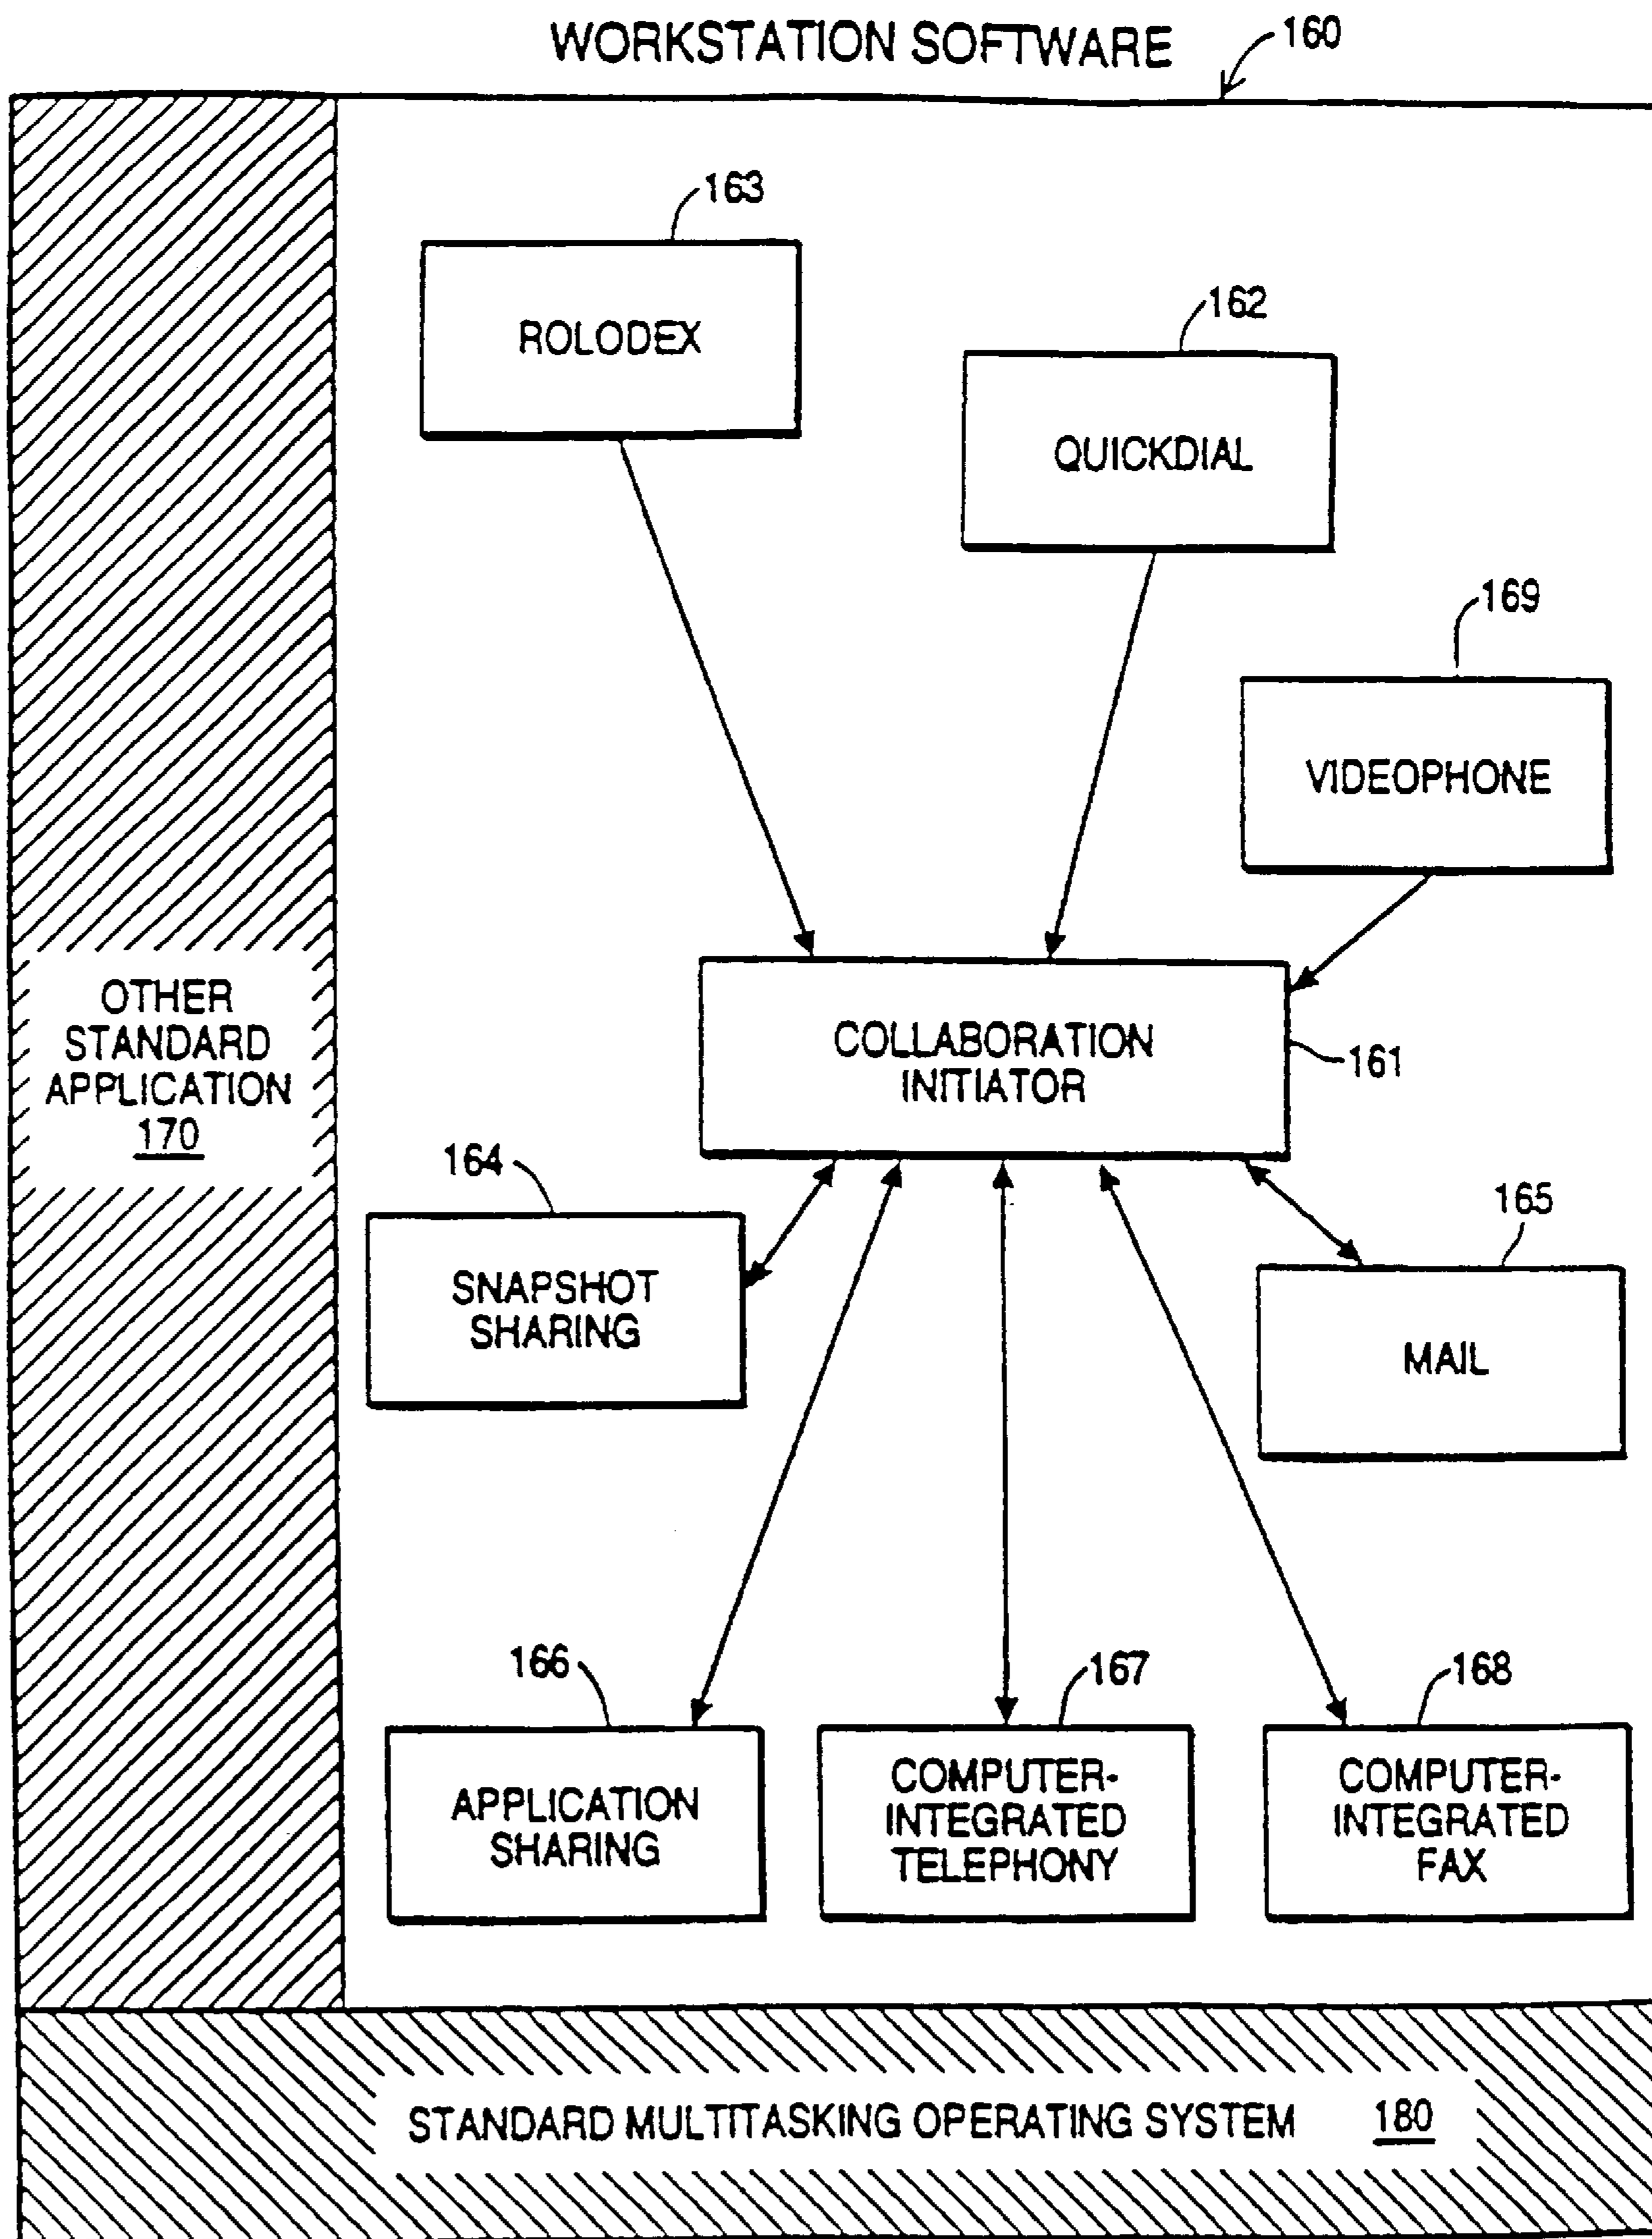 WORKSTATION SOFTWARE
160
163
ROLODEX
162
QUICKDIAL
169
VIDEOPHONE
COLLABORATION
INITIATOR
161
OTHER
STANDARD
APPLICATION
170
164
SNAPSHOT
SHARING
165
MAIL
166
APPLICATION
SHARING
167
COMPUTER-
INTEGRATED
TELEPHONY
168
COMPUTER-
INTEGRATED
FAX
STANDARD MULTITASKING OPERATING SYSTEM 180